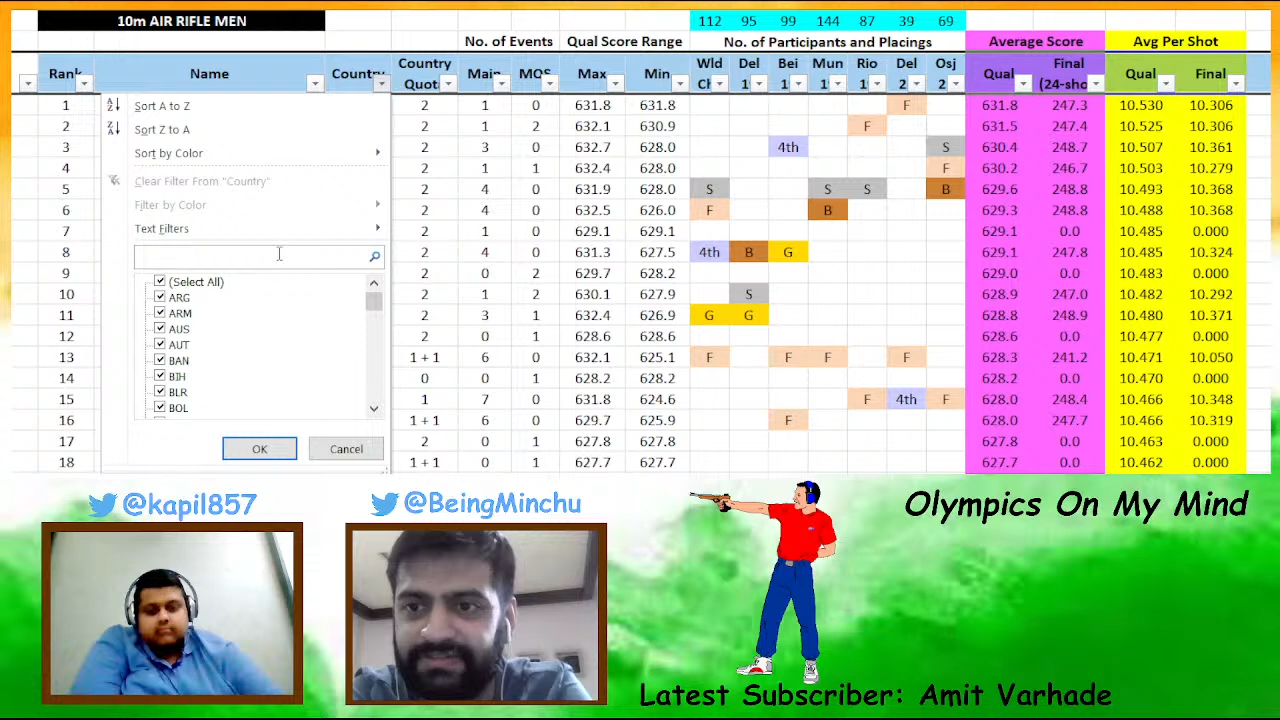 10m AIR RIFLE MEN 112 95 99 144 87 39 69
No. of Events Qual Score Range No. of Participants and Placings Average Score Avg Per Shot
Rank Name Country Country Quot Main MQS Max Min Wld Ch Del 1 Bei 1 Mun 1 Rio 1 Del 2 Osj 2 Qual Final (24-sho Qual Final
1 2 1 0 631.8 631.8 F 631.8 247.3 10.530 10.306
2 2 1 2 632.1 630.9 F 631.5 247.4 10.525 10.306
3 2 3 0 632.7 628.0 4th S 630.4 248.7 10.507 10.361
4 2 1 1 632.4 628.0 F 630.2 246.7 10.503 10.279
5 2 4 0 631.9 628.0 S S S B 629.6 248.8 10.493 10.368
6 2 4 0 632.5 626.0 F B 629.3 248.8 10.488 10.368
7 2 1 0 629.1 629.1 629.1 0.0 10.485 0.000
8 2 4 0 631.3 627.5 4th B G 629.1 247.8 10.485 10.324
9 2 0 2 629.7 628.2 629.0 0.0 10.483 0.000
10 2 1 2 630.1 627.9 S 628.9 247.0 10.482 10.292
11 2 3 1 632.4 626.9 G G 628.8 248.9 10.480 10.371
12 2 0 1 628.6 628.6 628.6 0.0 10.477 0.000
13 1 + 1 6 0 632.1 625.1 F F F F 628.3 241.2 10.471 10.050
14 0 0 1 628.2 628.2 628.2 0.0 10.470 0.000
15 1 7 0 631.8 624.6 F 4th F 628.0 248.4 10.466 10.348
16 1 + 1 6 0 629.7 625.9 F 628.0 247.7 10.466 10.319
17 2 0 1 627.8 627.8 627.8 0.0 10.463 0.000
18 1 + 1 0 1 627.7 627.7 627.7 0.0 10.462 0.000
Sort A to Z
Sort Z to A
Sort by Color
Clear Filter From "Country"
Filter by Color
Text Filters
(Select All)
ARG
ARM
AUS
AUT
BAN
BIH
BLR
BOL
OK Cancel
@kapil857 @BeingMinchu Olympics On My Mind
Latest Subscriber: Amit Varhade